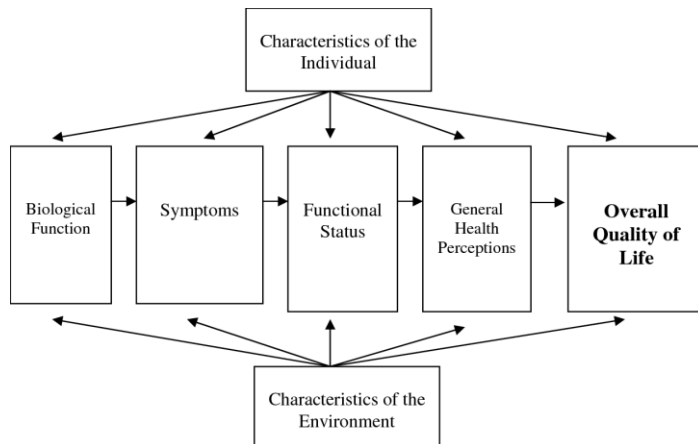 Characteristics of the
Individual
Biological
Function
Symptoms
Functional
Status
General
Health
Perceptions
Overall
Quality of
Life
Characteristics of the
Environment